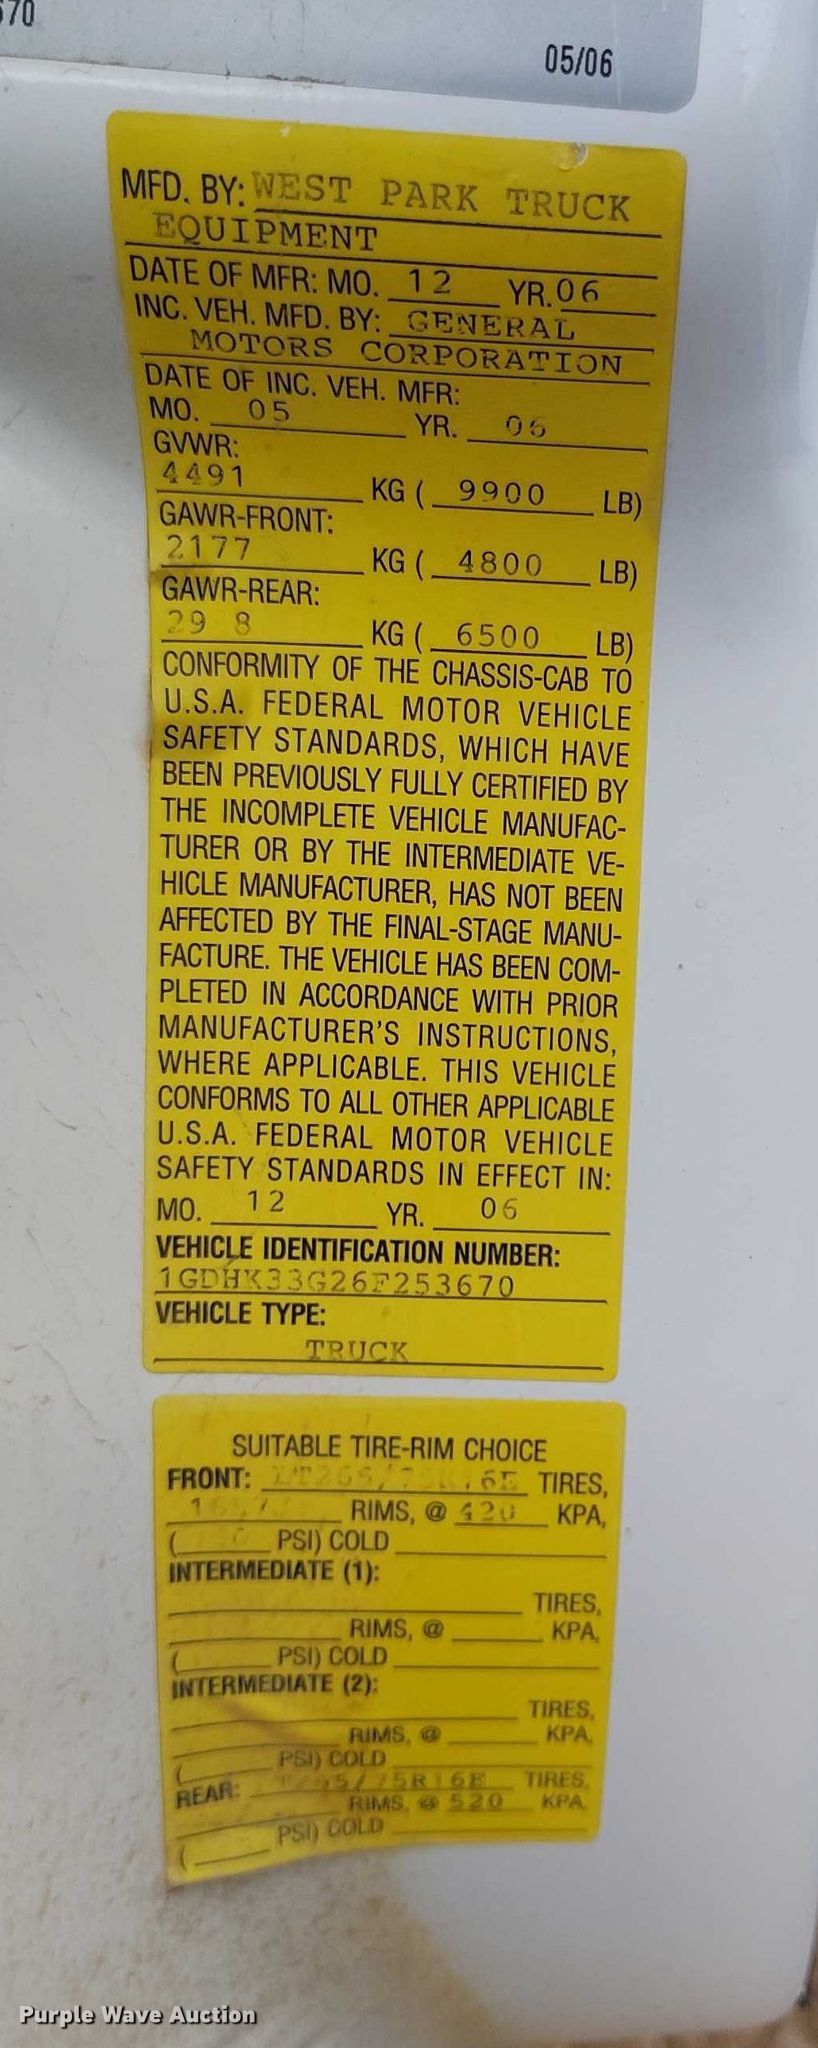 670
05/06
MFD. BY: WEST PARK TRUCK
EQUIPMENT
DATE OF MFR: MO. 12 YR. 06
INC. VEH. MFD. BY: GENERAL
MOTORS CORPORATION
DATE OF INC. VEH. MFR:
MO. 05 YR. 06
GVWR:
4491 KG ( 9900 LB)
GAWR-FRONT:
2177 KG ( 4800 LB)
GAWR-REAR:
29 8 KG ( 6500 LB)
CONFORMITY OF THE CHASSIS-CAB TO
U.S.A. FEDERAL MOTOR VEHICLE
SAFETY STANDARDS, WHICH HAVE
BEEN PREVIOUSLY FULLY CERTIFIED BY
THE INCOMPLETE VEHICLE MANUFAC-
TURER OR BY THE INTERMEDIATE VE-
HICLE MANUFACTURER, HAS NOT BEEN
AFFECTED BY THE FINAL-STAGE MANU-
FACTURE. THE VEHICLE HAS BEEN COM-
PLETED IN ACCORDANCE WITH PRIOR
MANUFACTURER'S INSTRUCTIONS,
WHERE APPLICABLE. THIS VEHICLE
CONFORMS TO ALL OTHER APPLICABLE
U.S.A. FEDERAL MOTOR VEHICLE
SAFETY STANDARDS IN EFFECT IN:
MO. 12 YR. 06
VEHICLE IDENTIFICATION NUMBER:
1GDHK33G26F253670
VEHICLE TYPE:
TRUCK
SUITABLE TIRE-RIM CHOICE
FRONT: TIRES,
RIMS, @ 420 KPA,
( PSI) COLD
INTERMEDIATE (1):
TIRES,
RIMS, @ KPA,
( PSI) COLD
INTERMEDIATE (2):
TIRES,
RIMS, @ KPA,
( PSI) COLD
REAR: TIRES,
RIMS, @ 520 KPA,
( PSI) COLD
Purple Wave Auction